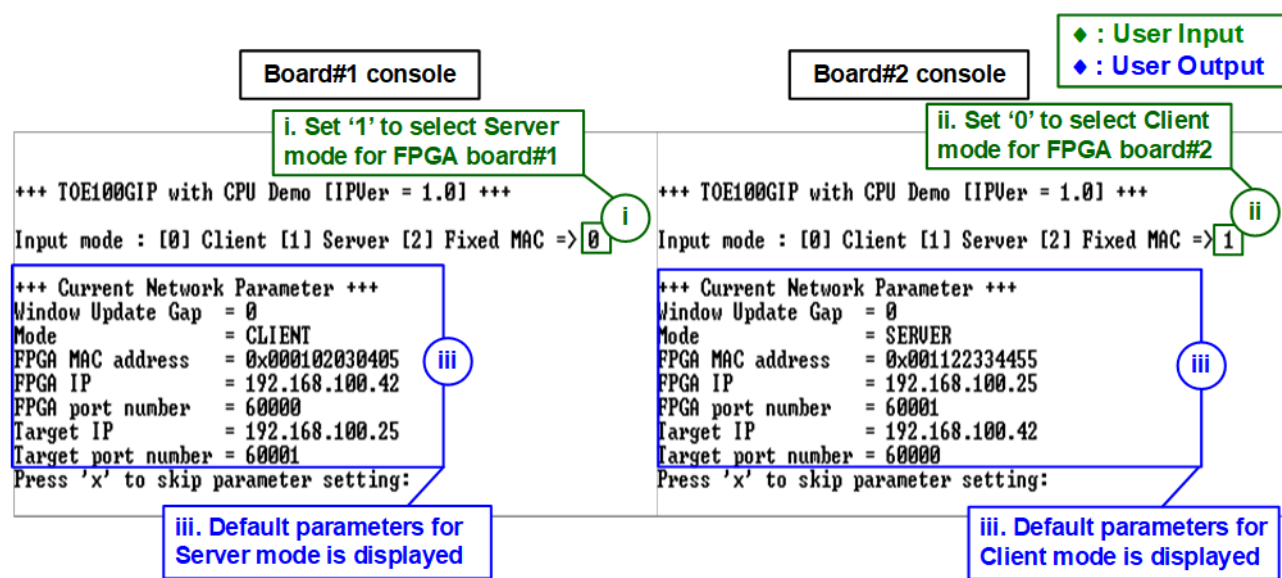 ♦ : User Input
♦ : User Output
Board#1 console
i. Set ‘1’ to select Server
mode for FPGA board#1
+++ TOE100GIP with CPU Demo [IPVer = 1.0] +++
i
Input mode : [0] Client [1] Server [2] Fixed MAC => 0
+++ Current Network Parameter +++
Window Update Gap = 0
Mode = CLIENT
FPGA MAC address = 0x000102030405
iii
FPGA IP = 192.168.100.42
FPGA port number = 60000
Target IP = 192.168.100.25
Target port number = 60001
Press 'x' to skip parameter setting:
iii. Default parameters for
Server mode is displayed
Board#2 console
ii. Set ‘0’ to select Client
mode for FPGA board#2
+++ TOE100GIP with CPU Demo [IPVer = 1.0] +++
ii
Input mode : [0] Client [1] Server [2] Fixed MAC => 1
+++ Current Network Parameter +++
Window Update Gap = 0
Mode = SERVER
FPGA MAC address = 0x001122334455
iii
FPGA IP = 192.168.100.25
FPGA port number = 60001
Target IP = 192.168.100.42
Target port number = 60000
Press 'x' to skip parameter setting:
iii. Default parameters for
Client mode is displayed